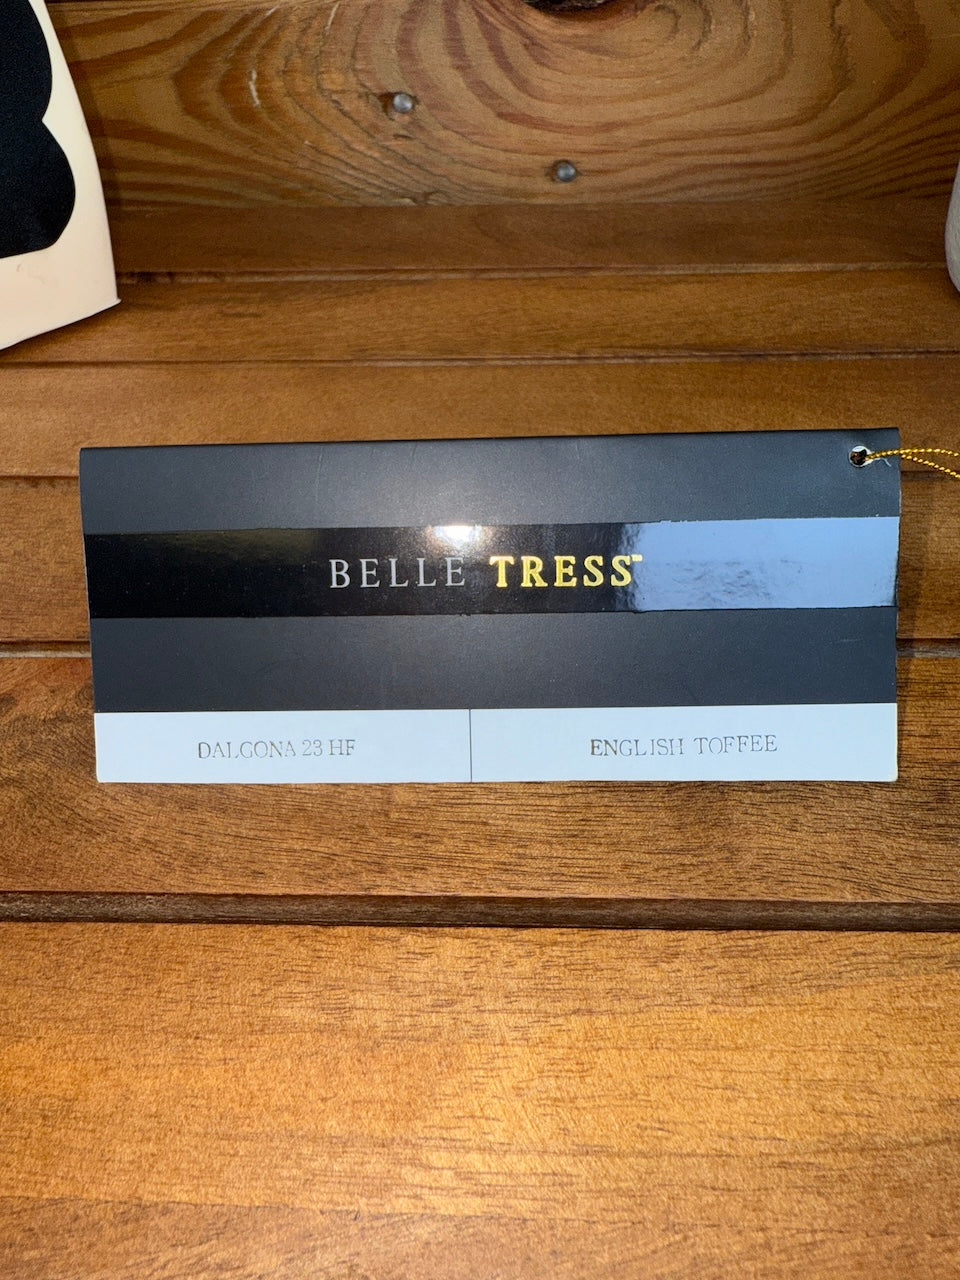 BELLE TRESS™
DALGONA 23 HF
ENGLISH TOFFEE